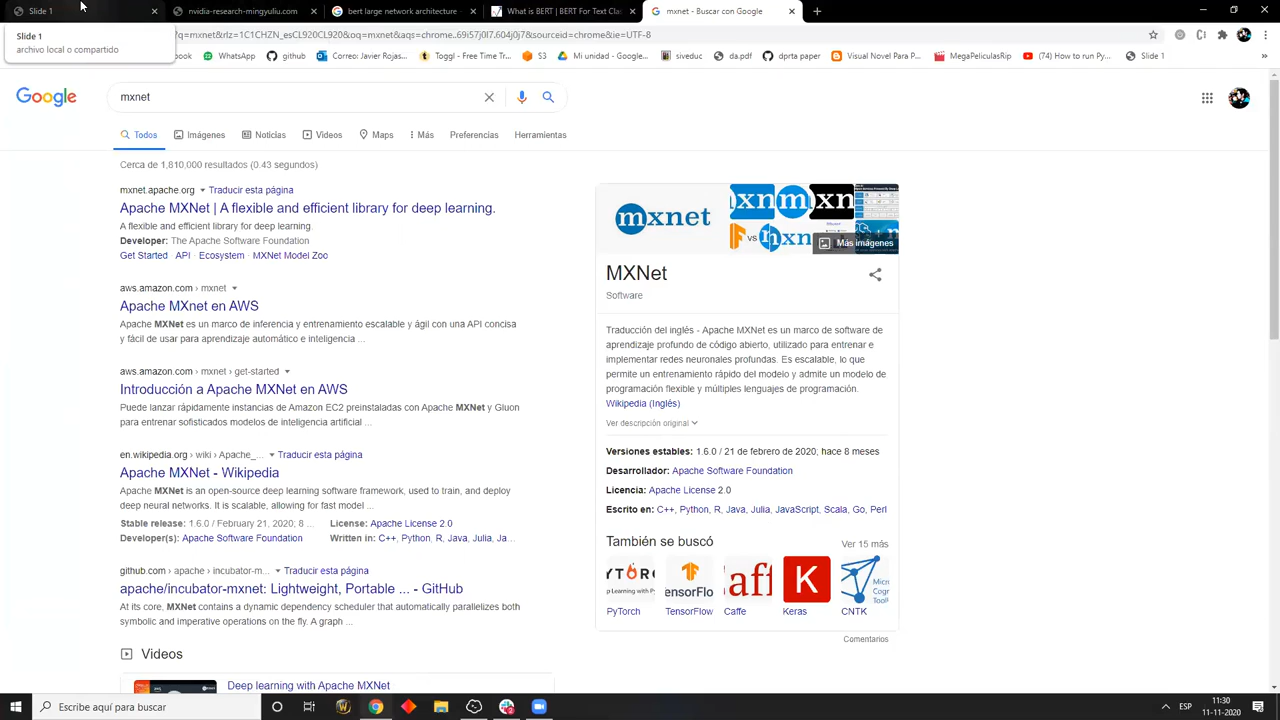 Slide 1
nvidia-research-mingyuliu.com
bert large network architecture
What is BERT | BERT For Text Clas
mxnet - Buscar con Google
Slide 1
archivo local o compartido
?q=mxnet&rlz=1C1CHZN_esCL920CL920&oq=mxnet&aqs=chrome..69i57j0l7.604j0j7&sourceid=chrome&ie=UTF-8
WhatsApp
github
Correo: Javier Rojas...
Toggl - Free Time...
S3
Mi unidad - Google...
siveduc
da.pdf
dprta paper
Visual Novel Para P...
MegaPeliculasRip
(74) How to run Py...
Slide 1
Google
mxnet
Todos
Imágenes
Noticias
Videos
Maps
Más
Preferencias
Herramientas
Cerca de 1,810,000 resultados (0.43 segundos)
mxnet.apache.org Traducir esta página
Apache MXNet | A flexible and efficient library for deep learning.
A flexible and efficient library for deep learning.
Developer: The Apache Software Foundation
Get Started · API · Ecosystem · MXNet Model Zoo
aws.amazon.com › mxnet
Apache MXnet en AWS
Apache MXNet es un marco de inferencia y entrenamiento escalable y ágil con una API concisa
y fácil de usar para aprendizaje automático e inteligencia ...
aws.amazon.com › mxnet › get-started
Introducción a Apache MXNet en AWS
Puede lanzar rápidamente instancias de Amazon EC2 preinstaladas con Apache MXNet y Gluon
para entrenar sofisticados modelos de inteligencia artificial ...
en.wikipedia.org › wiki › Apache_... Traducir esta página
Apache MXNet - Wikipedia
Apache MXNet is an open-source deep learning software framework, used to train, and deploy
deep neural networks. It is scalable, allowing for fast model ...
Stable release: 1.6.0 / February 21, 2020; 8 ... License: Apache License 2.0
Developer(s): Apache Software Foundation Written in: C++, Python, R, Java, Julia, Ja...
github.com › apache › incubator-m... Traducir esta página
apache/incubator-mxnet: Lightweight, Portable ... - GitHub
At its core, MXNet contains a dynamic dependency scheduler that automatically parallelizes both
symbolic and imperative operations on the fly. A graph ...
Videos
Deep learning with Apache MXNet
mxnet
Más imágenes
MXNet
Software
Traducción del inglés - Apache MXNet es un marco de software de
aprendizaje profundo de código abierto, utilizado para entrenar e
implementar redes neuronales profundas. Es escalable, lo que
permite un entrenamiento rápido del modelo y admite un modelo de
programación flexible y múltiples lenguajes de programación.
Wikipedia (Inglés)
Ver descripción original
Versiones estables: 1.6.0 / 21 de febrero de 2020; hace 8 meses
Desarrollador: Apache Software Foundation
Licencia: Apache License 2.0
Escrito en: C++, Python, R, Java, Julia, JavaScript, Scala, Go, Perl
También se buscó
Ver 15 más
PyTorch
TensorFlow
Caffe
Keras
CNTK
Comentarios
Escribe aquí para buscar
ESP
11:30
11-11-2020